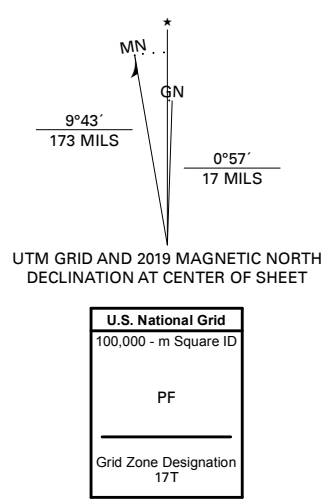 ★
MN
GN
9°43´
173 MILS
0°57´
17 MILS
UTM GRID AND 2019 MAGNETIC NORTH
DECLINATION AT CENTER OF SHEET
U.S. National Grid
100,000 - m Square ID
PF
Grid Zone Designation
17T